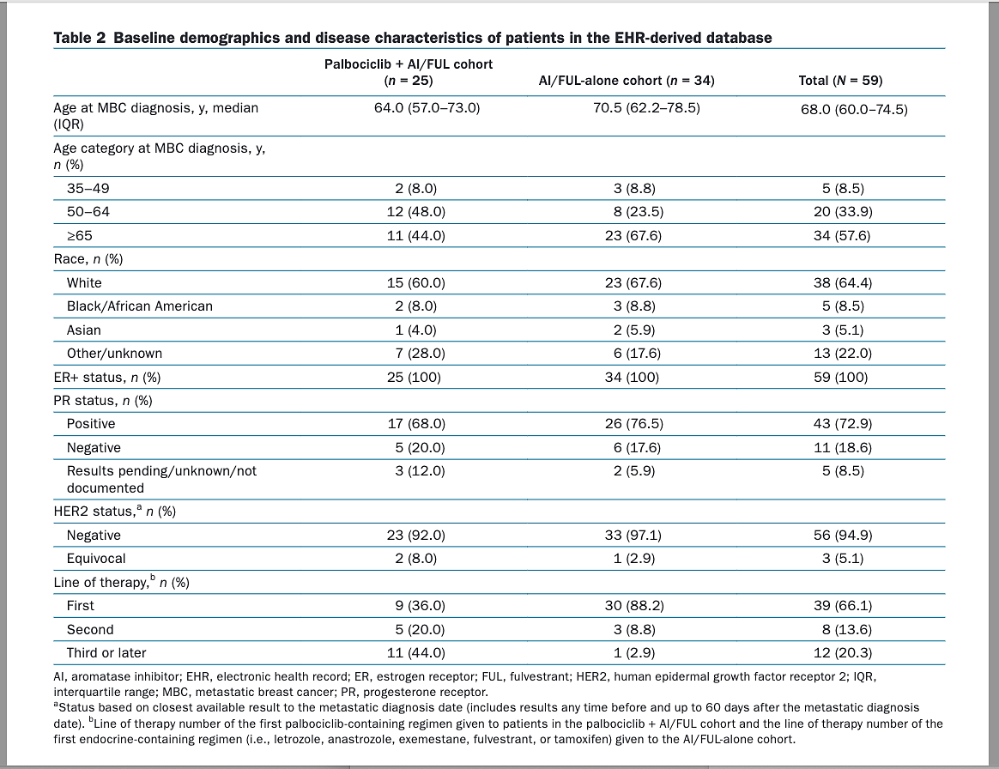 Table 2 Baseline demographics and disease characteristics of patients in the EHR-derived database
Palbociclib + AI/FUL cohort
(n = 25) AI/FUL-alone cohort (n = 34) Total (N = 59)
Age at MBC diagnosis, y, median 64.0 (57.0–73.0) 70.5 (62.2–78.5) 68.0 (60.0–74.5)
(IQR)
Age category at MBC diagnosis, y,
n (%)
35–49 2 (8.0) 3 (8.8) 5 (8.5)
50–64 12 (48.0) 8 (23.5) 20 (33.9)
≥65 11 (44.0) 23 (67.6) 34 (57.6)
Race, n (%)
White 15 (60.0) 23 (67.6) 38 (64.4)
Black/African American 2 (8.0) 3 (8.8) 5 (8.5)
Asian 1 (4.0) 2 (5.9) 3 (5.1)
Other/unknown 7 (28.0) 6 (17.6) 13 (22.0)
ER+ status, n (%) 25 (100) 34 (100) 59 (100)
PR status, n (%)
Positive 17 (68.0) 26 (76.5) 43 (72.9)
Negative 5 (20.0) 6 (17.6) 11 (18.6)
Results pending/unknown/not 3 (12.0) 2 (5.9) 5 (8.5)
documented
HER2 status,ᵃ n (%)
Negative 23 (92.0) 33 (97.1) 56 (94.9)
Equivocal 2 (8.0) 1 (2.9) 3 (5.1)
Line of therapy,ᵇ n (%)
First 9 (36.0) 30 (88.2) 39 (66.1)
Second 5 (20.0) 3 (8.8) 8 (13.6)
Third or later 11 (44.0) 1 (2.9) 12 (20.3)
AI, aromatase inhibitor; EHR, electronic health record; ER, estrogen receptor; FUL, fulvestrant; HER2, human epidermal growth factor receptor 2; IQR,
interquartile range; MBC, metastatic breast cancer; PR, progesterone receptor.
ᵃStatus based on closest available result to the metastatic diagnosis date (includes results any time before and up to 60 days after the metastatic diagnosis
date). ᵇLine of therapy number of the first palbociclib-containing regimen given to patients in the palbociclib + AI/FUL cohort and the line of therapy number of the
first endocrine-containing regimen (i.e., letrozole, anastrozole, exemestane, fulvestrant, or tamoxifen) given to the AI/FUL-alone cohort.